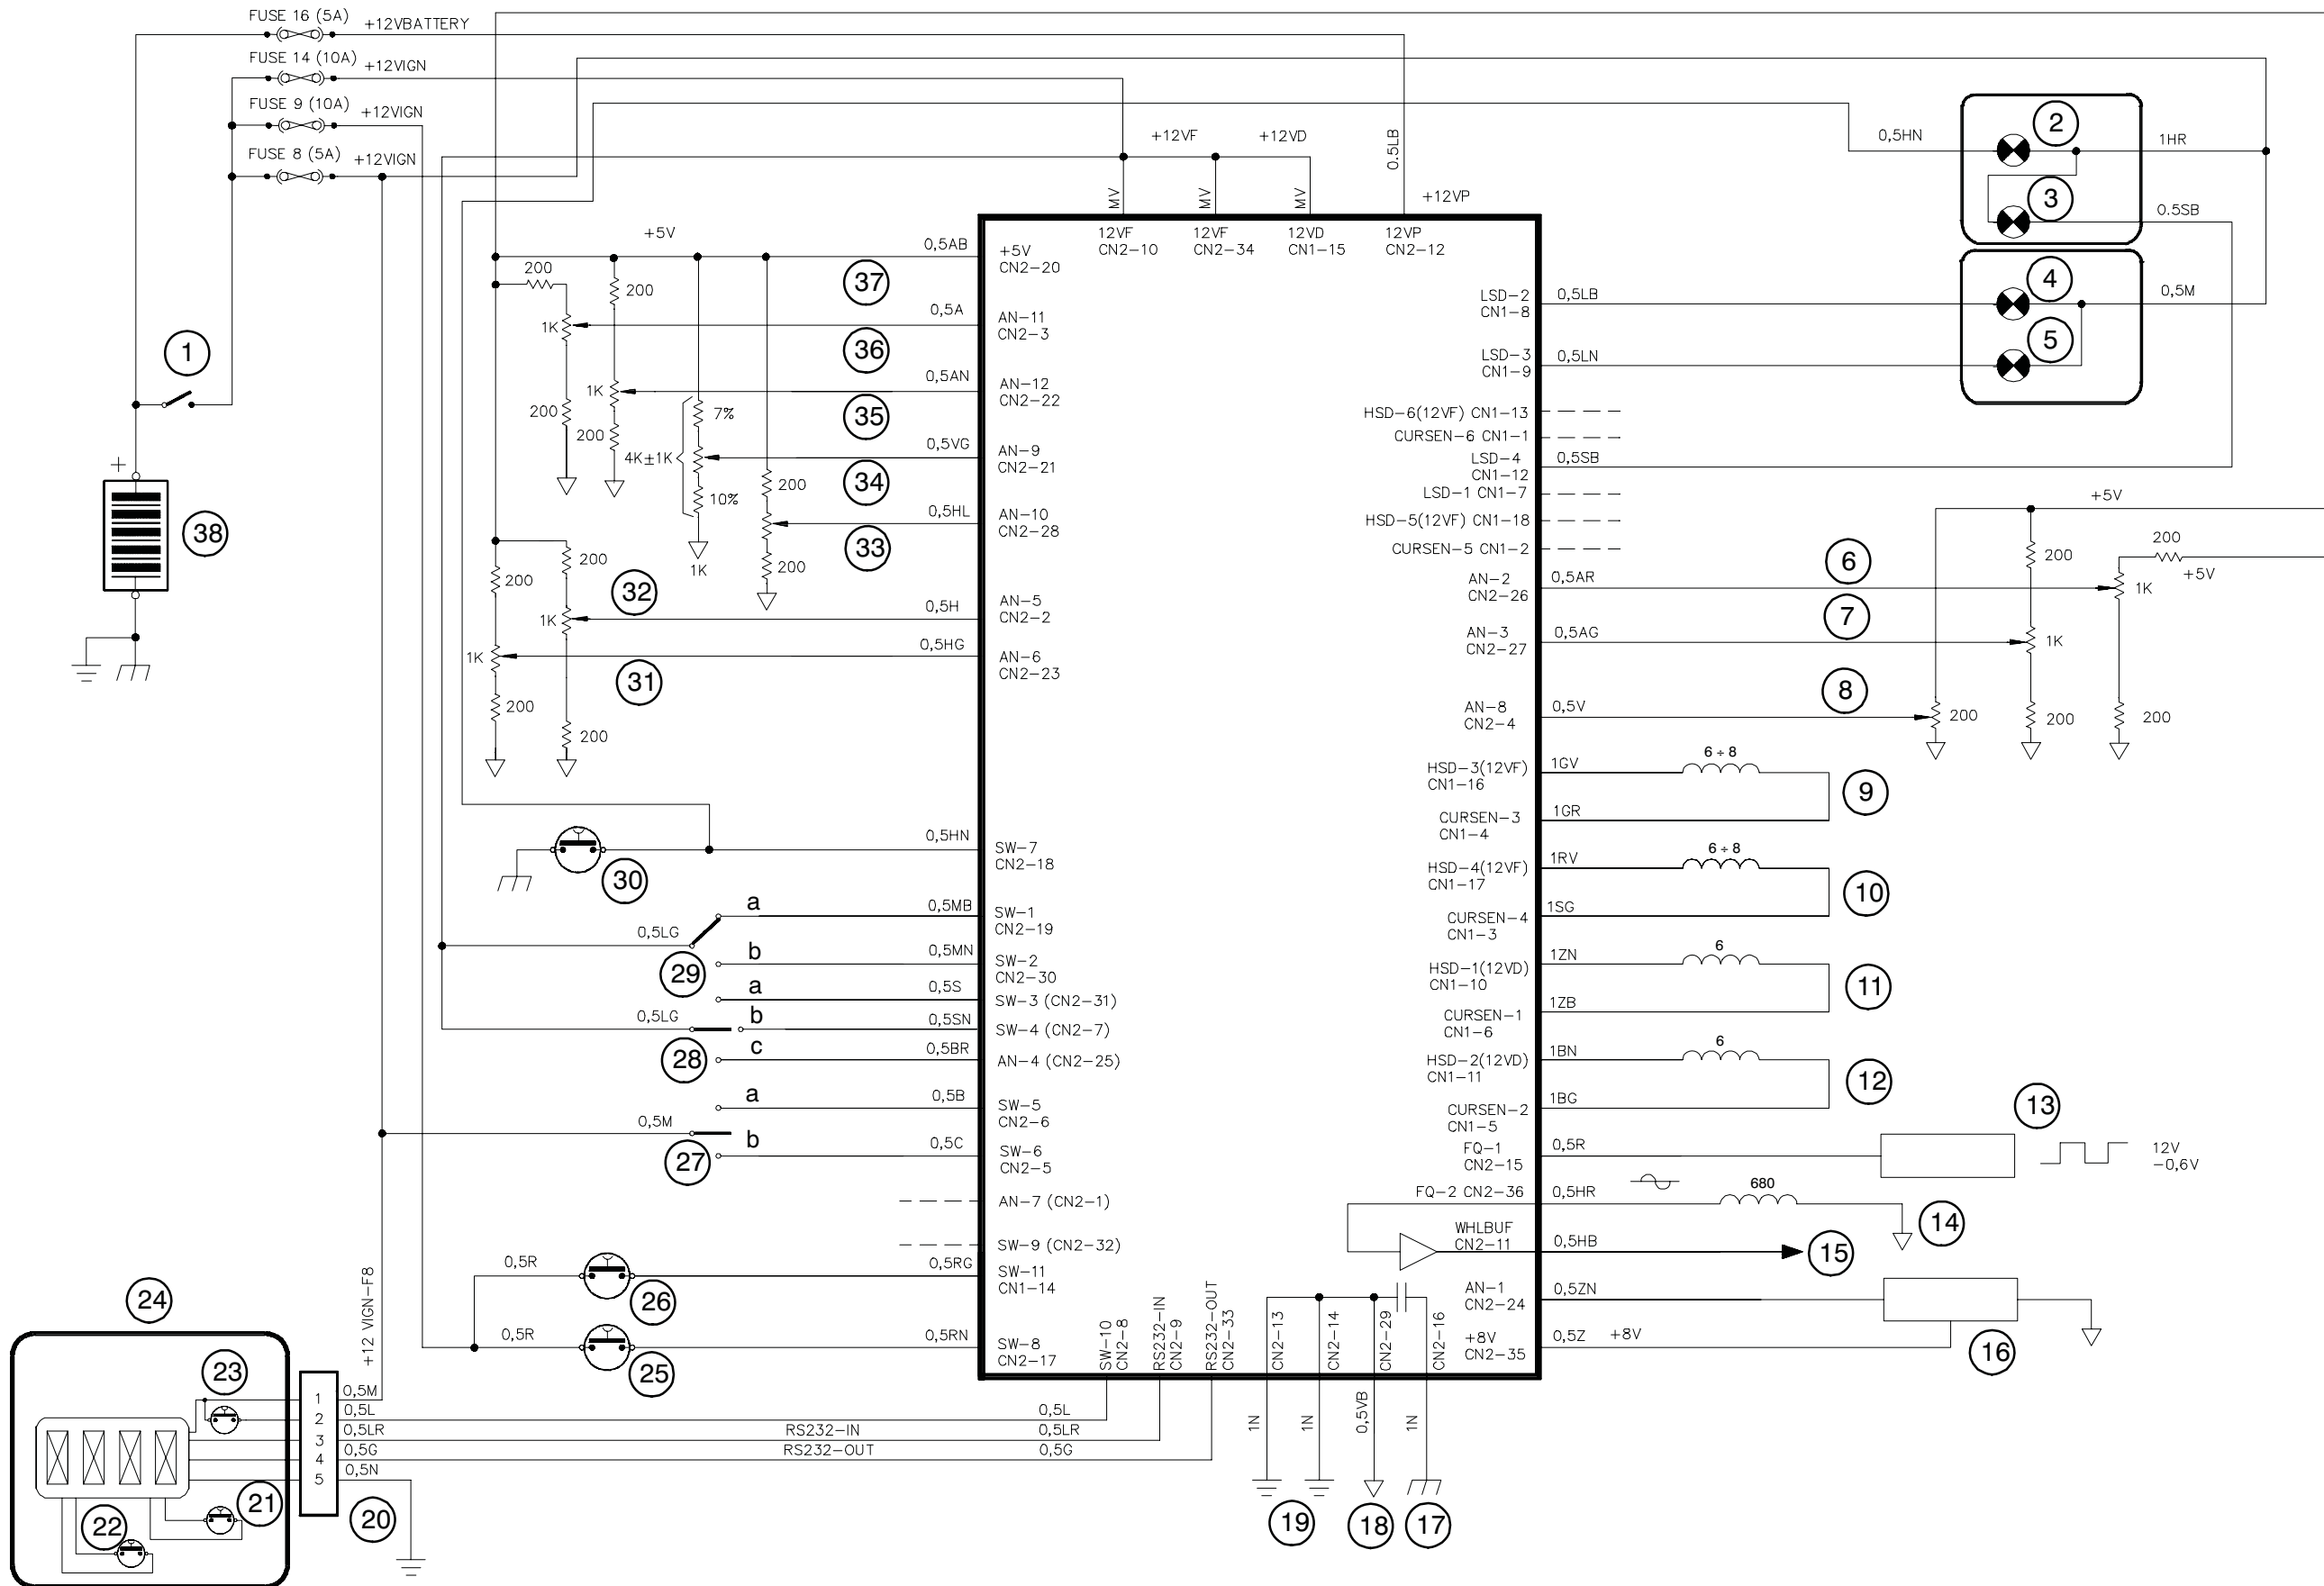 FUSE 16 (5A)
+12VBATTERY
FUSE 14 (10A)
+12VIGN
FUSE 9 (10A)
+12VIGN
FUSE 8 (5A)
+12VIGN
+12VF
+12VD
0.5LB
MV
MV
MV
+12VP
0,5HN
2
1HR
3
0.5SB
4
0,5M
5
1
+
38
+5V
0,5AB
37
200
200
1K
0,5A
36
1K
0,5AN
35
200
200
7%
0,5VG
34
4K±1K
10%
200
0,5HL
33
1K
200
200
200
32
1K
0,5H
1K
0,5HG
31
200
200
+5V
CN2-20
12VF
CN2-10
12VF
CN2-34
12VD
CN1-15
12VP
CN2-12
AN-11
CN2-3
AN-12
CN2-22
AN-9
CN2-21
AN-10
CN2-28
AN-5
CN2-2
AN-6
CN2-23
SW-7
CN2-18
SW-1
CN2-19
SW-2
CN2-30
SW-3 (CN2-31)
SW-4 (CN2-7)
AN-4 (CN2-25)
SW-5
CN2-6
SW-6
CN2-5
AN-7 (CN2-1)
SW-9 (CN2-32)
SW-11
CN1-14
SW-8
CN2-17
SW-10
CN2-8
RS232-IN
CN2-9
RS232-OUT
CN2-33
CN2-13
CN2-14
CN2-29
CN2-16
LSD-2
CN1-8
0,5LB
LSD-3
CN1-9
0,5LN
HSD-6(12VF) CN1-13
CURSEN-6 CN1-1
LSD-4
CN1-12
0,5SB
LSD-1 CN1-7
HSD-5(12VF) CN1-18
CURSEN-5 CN1-2
AN-2
CN2-26
0,5AR
6
AN-3
CN2-27
0,5AG
7
AN-8
CN2-4
0,5V
8
+5V
200
200
+5V
1K
1K
200
200
200
HSD-3(12VF)
CN1-16
1GV
6 ÷ 8
9
CURSEN-3
CN1-4
1GR
HSD-4(12VF)
CN1-17
1RV
6 ÷ 8
10
CURSEN-4
CN1-3
1SG
HSD-1(12VD)
CN1-10
1ZN
6
11
CURSEN-1
CN1-6
1ZB
HSD-2(12VD)
CN1-11
1BN
6
12
CURSEN-2
CN1-5
1BG
13
FQ-1
CN2-15
0,5R
12V
-0,6V
FQ-2 CN2-36
0,5HR
680
14
WHLBUF
CN2-11
0,5HB
15
AN-1
CN2-24
0,5ZN
+8V
CN2-35
0,5Z
+8V
16
0,5HN
30
a
0,5MB
0,5LG
b
0,5MN
29
a
0,5S
0,5LG
b
0,5SN
28
c
0,5BR
a
0,5B
0,5M
b
0,5C
27
0,5R
0,5RG
26
0,5R
0,5RN
25
+12 VIGN-F8
24
23
22
21
1
2
3
4
5
0,5M
0,5L
0,5LR
0,5G
0,5N
20
RS232-IN
RS232-OUT
0,5L
0,5LR
0,5G
1N
1N
0,5VB
1N
19
18
17